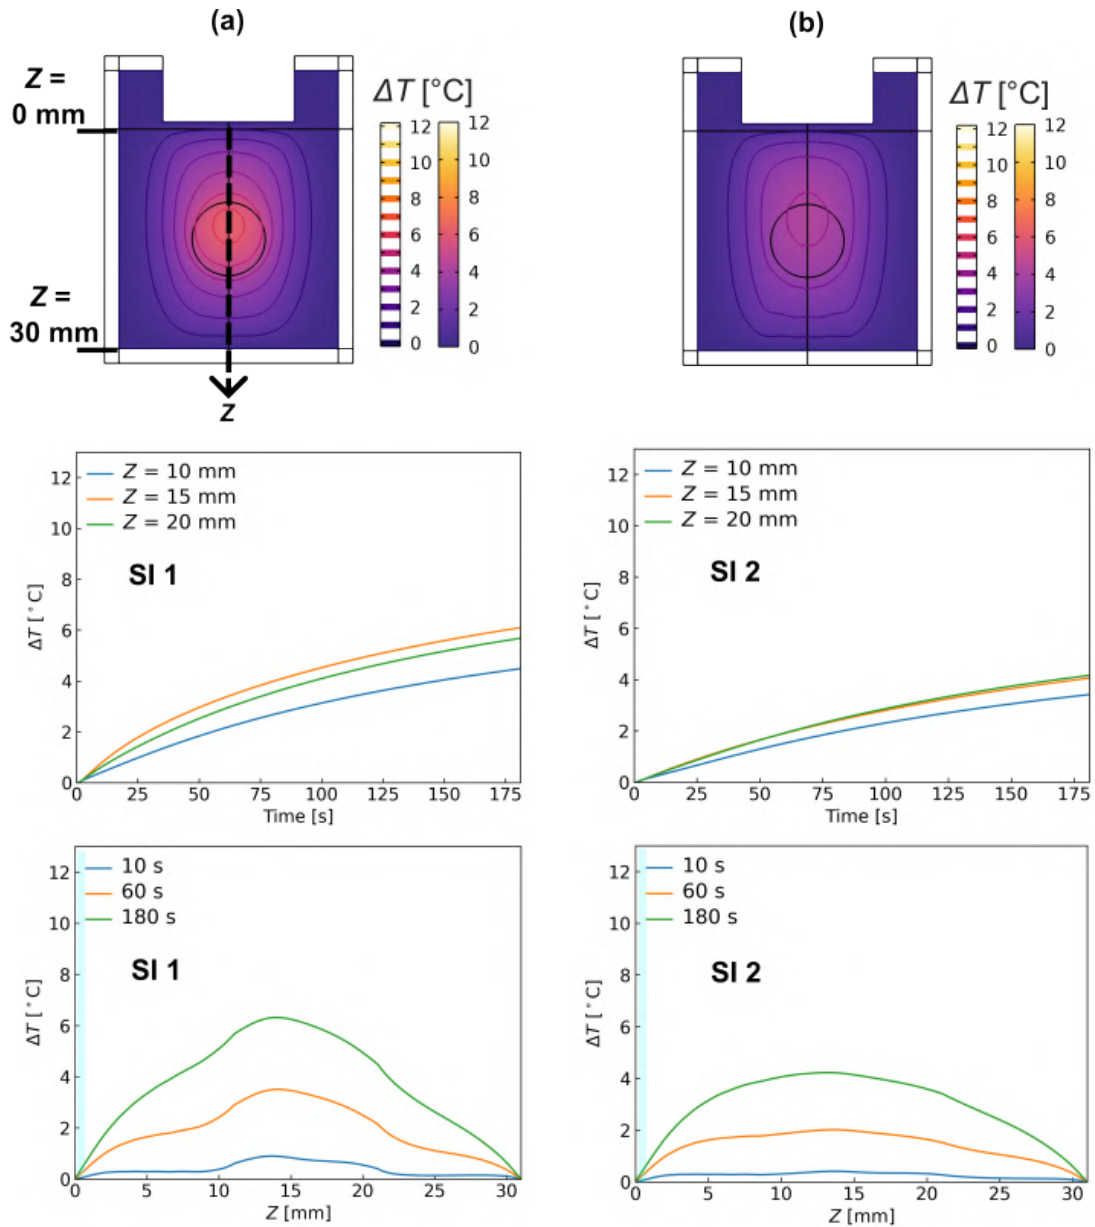 (a)
(b)
Z =
0 mm
Z =
30 mm
z
ΔT [°C]
12 12
10 10
8 8
6 6
4 4
2 2
0 0
ΔT [°C]
12 12
10 10
8 8
6 6
4 4
2 2
0 0
Z = 10 mm
Z = 15 mm
Z = 20 mm
SI 1
ΔT [°C]
12
10
8
6
4
2
0
0 25 50 75 100 125 150 175
Time [s]
Z = 10 mm
Z = 15 mm
Z = 20 mm
SI 2
ΔT [°C]
12
10
8
6
4
2
0
0 25 50 75 100 125 150 175
Time [s]
10 s
60 s
180 s
SI 1
ΔT [°C]
12
10
8
6
4
2
0
0 5 10 15 20 25 30
Z [mm]
10 s
60 s
180 s
SI 2
ΔT [°C]
12
10
8
6
4
2
0
0 5 10 15 20 25 30
Z [mm]